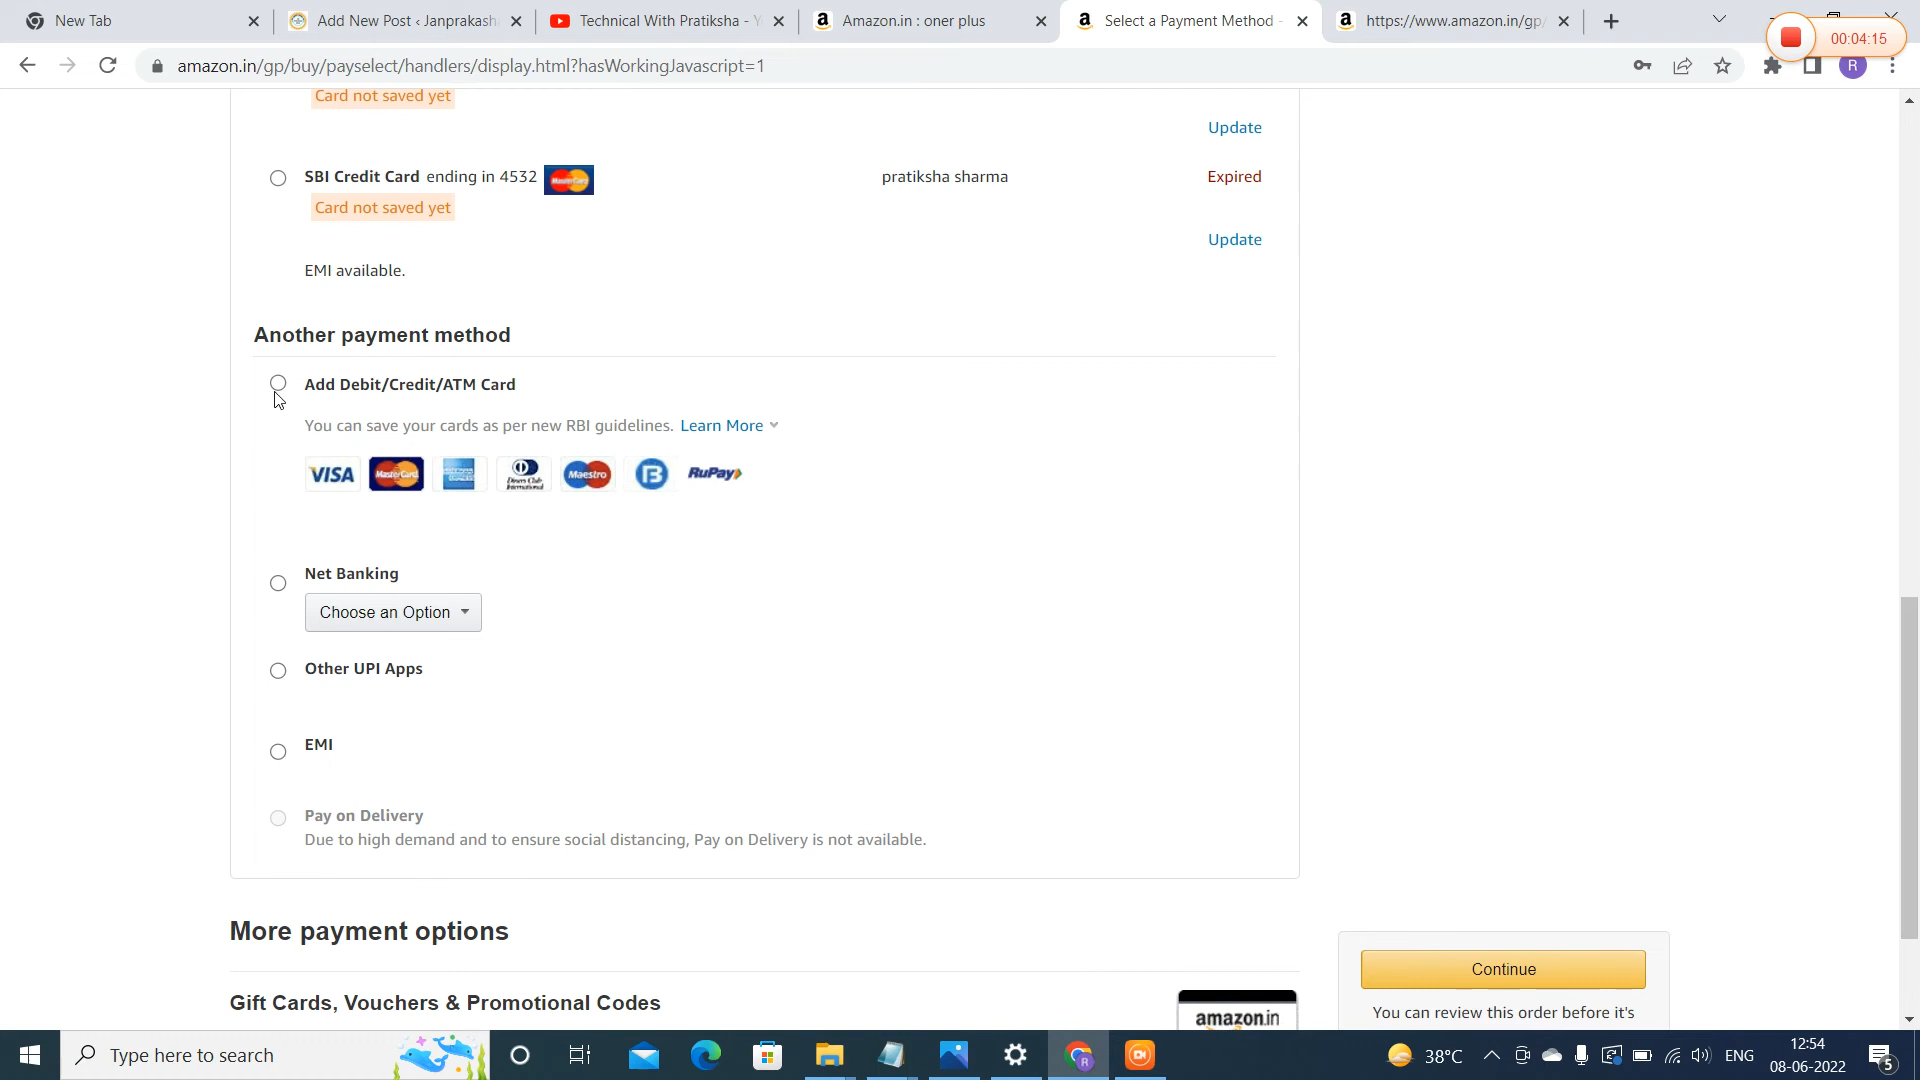 New Tab
Add New Post ‹ Janprakash
Technical With Pratiksha - Y
Amazon.in : oner plus
Select a Payment Method -
https://www.amazon.in/gp/
00:04:15
amazon.in/gp/buy/payselect/handlers/display.html?hasWorkingJavascript=1
R
Card not saved yet
Update
SBI Credit Card ending in 4532
MasterCard
pratiksha sharma
Expired
Card not saved yet
Update
EMI available.
Another payment method
Add Debit/Credit/ATM Card
You can save your cards as per new RBI guidelines. Learn More
VISA
MasterCard
Diners Club International
Maestro
RuPay
Net Banking
Choose an Option
Other UPI Apps
EMI
Pay on Delivery
Due to high demand and to ensure social distancing, Pay on Delivery is not available.
More payment options
Gift Cards, Vouchers & Promotional Codes
amazon.in
Continue
You can review this order before it's
Type here to search
R
38°C
ENG
12:54
08-06-2022
5